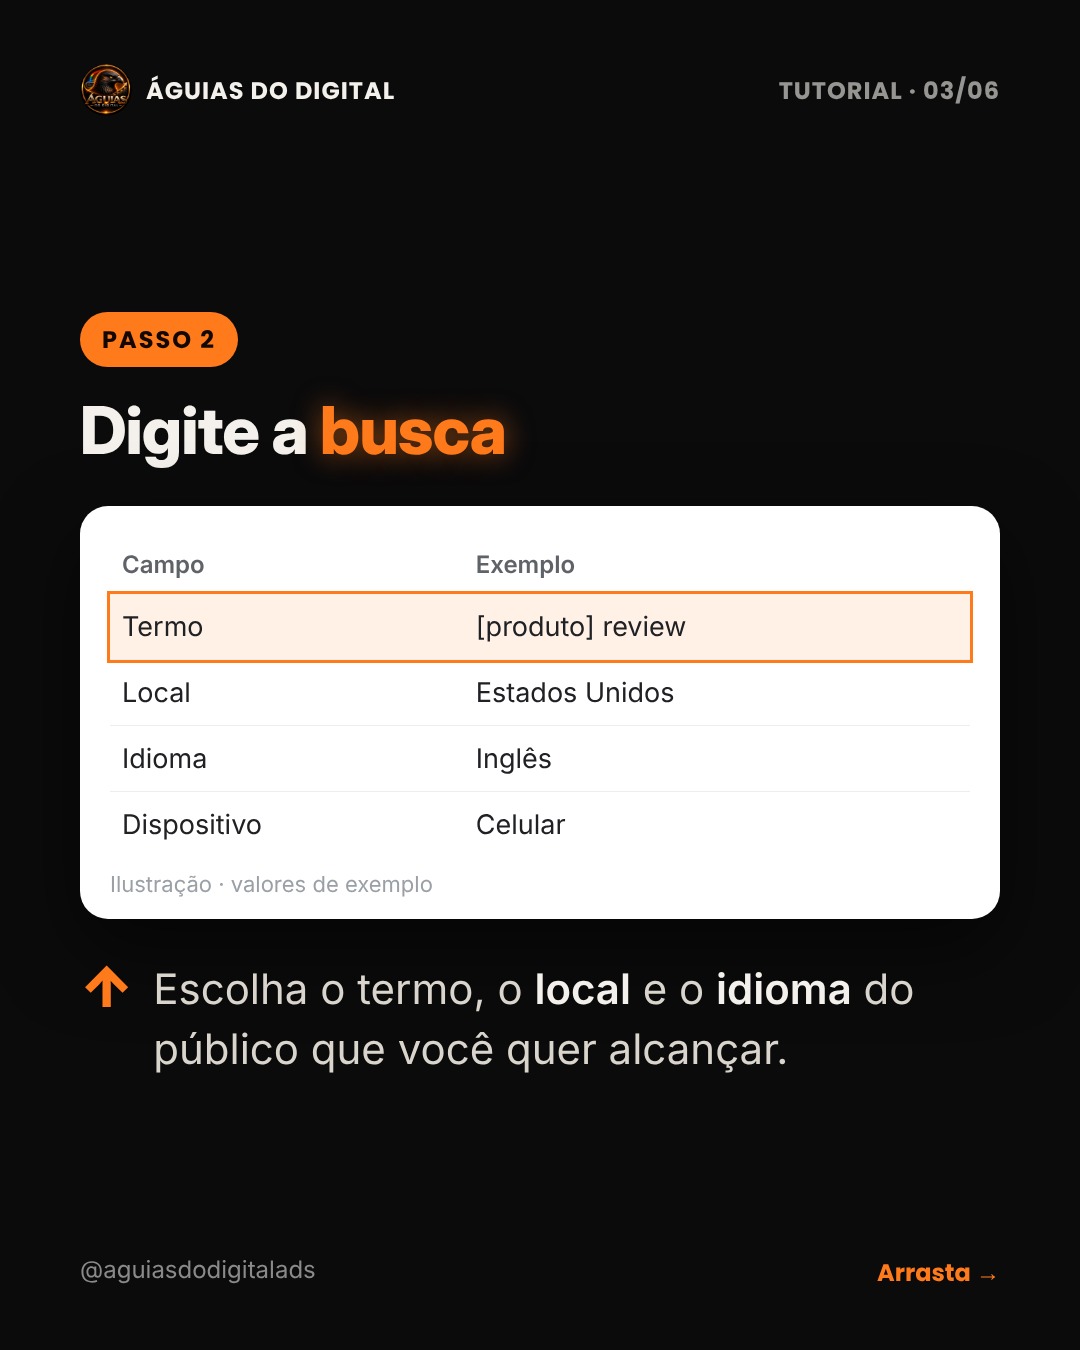 ÁGUIAS
ÁGUIAS DO DIGITAL
TUTORIAL · 03/06
PASSO 2
Digite a busca
Campo Exemplo
Termo [produto] review
Local Estados Unidos
Idioma Inglês
Dispositivo Celular
Ilustração · valores de exemplo
↑ Escolha o termo, o local e o idioma do
público que você quer alcançar.
@aguiasdodigitalads
Arrasta →